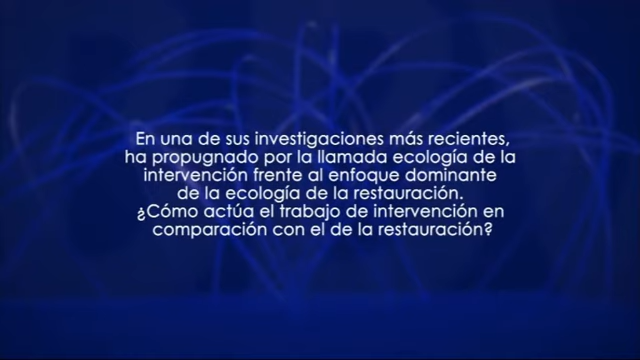 En una de sus investigaciones más recientes,
ha propugnado por la llamada ecología de la
intervención frente al enfoque dominante
de la ecología de la restauración.
¿Cómo actúa el trabajo de intervención en
comparación con el de la restauración?